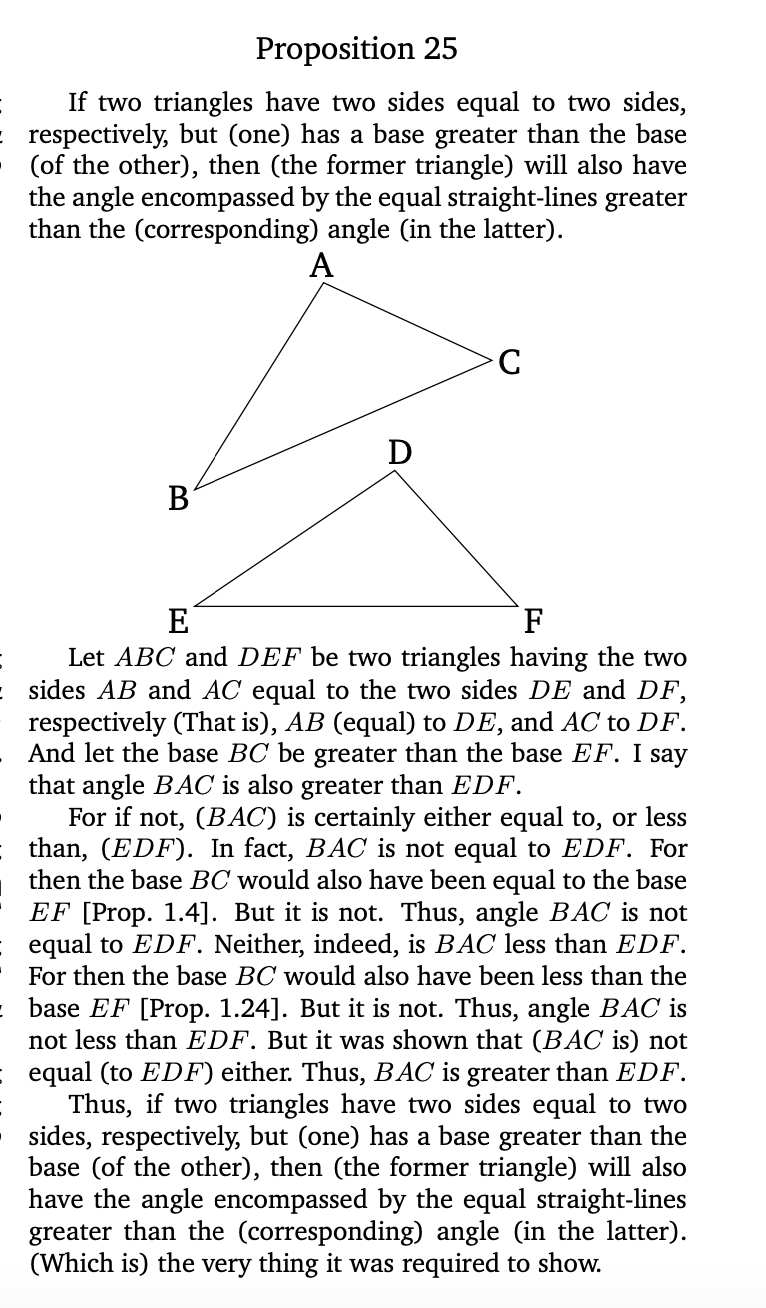 Proposition 25
If two triangles have two sides equal to two sides,
respectively, but (one) has a base greater than the base
(of the other), then (the former triangle) will also have
the angle encompassed by the equal straight-lines greater
than the (corresponding) angle (in the latter).
A
C
D
B
E
F
Let ABC and DEF be two triangles having the two
sides AB and AC equal to the two sides DE and DF,
respectively (That is), AB (equal) to DE, and AC to DF.
And let the base BC be greater than the base EF. I say
that angle BAC is also greater than EDF.
For if not, (BAC) is certainly either equal to, or less
than, (EDF). In fact, BAC is not equal to EDF. For
then the base BC would also have been equal to the base
EF [Prop. 1.4]. But it is not. Thus, angle BAC is not
equal to EDF. Neither, indeed, is BAC less than EDF.
For then the base BC would also have been less than the
base EF [Prop. 1.24]. But it is not. Thus, angle BAC is
not less than EDF. But it was shown that (BAC is) not
equal (to EDF) either. Thus, BAC is greater than EDF.
Thus, if two triangles have two sides equal to two
sides, respectively, but (one) has a base greater than the
base (of the other), then (the former triangle) will also
have the angle encompassed by the equal straight-lines
greater than the (corresponding) angle (in the latter).
(Which is) the very thing it was required to show.